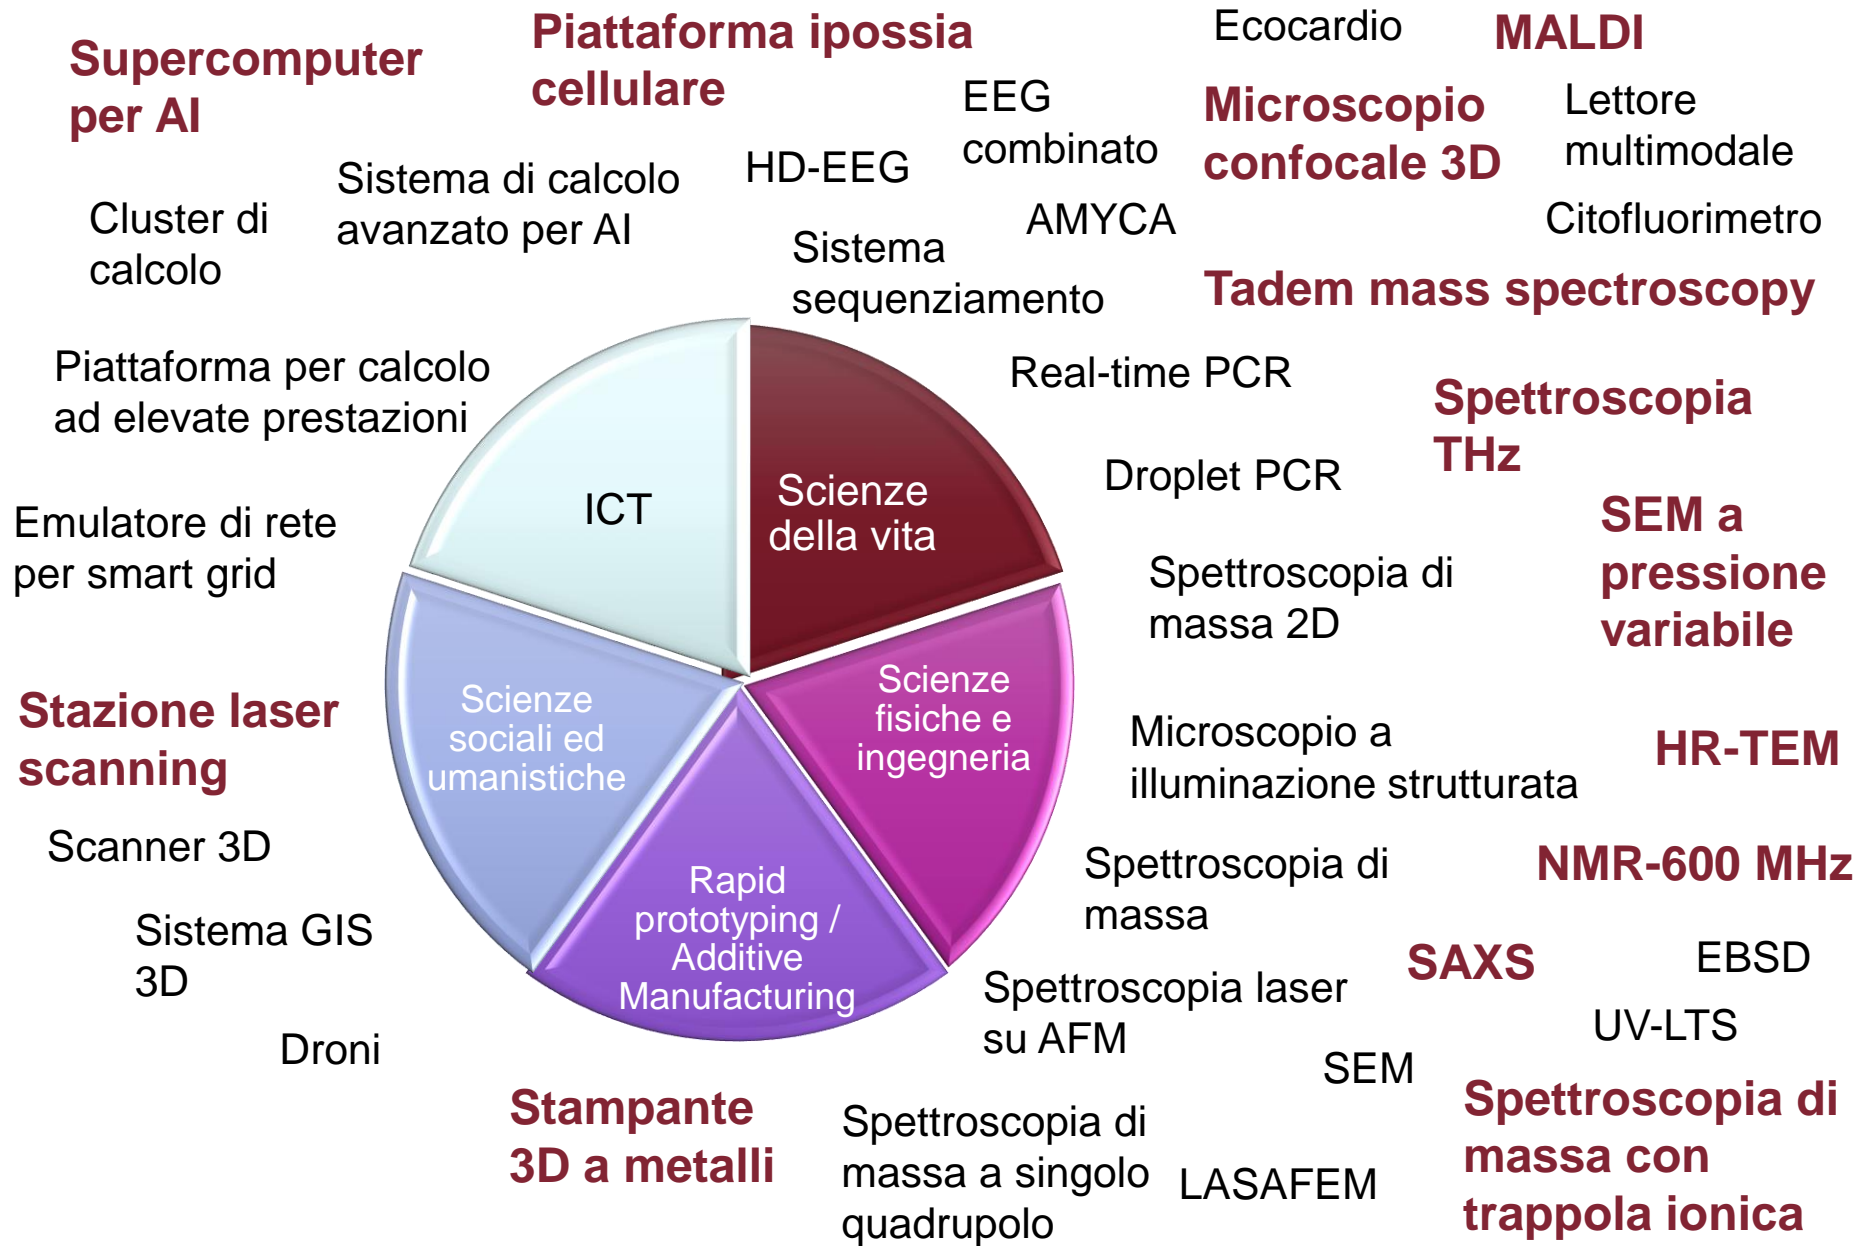 Supercomputer
per AI
Piattaforma ipossia
cellulare
Ecocardio
MALDI
EEG
combinato
Microscopio
confocale 3D
Lettore
multimodale
Sistema di calcolo
avanzato per AI
HD-EEG
Cluster di
calcolo
AMYCA
Citofluorimetro
Sistema
sequenziamento
Tadem mass spectroscopy
Piattaforma per calcolo
ad elevate prestazioni
Real-time PCR
Spettroscopia
THz
Droplet PCR
ICT
Scienze
della vita
Emulatore di rete
per smart grid
SEM a
pressione
variabile
Spettroscopia di
massa 2D
Scienze
sociali ed
umanistiche
Scienze
fisiche e
ingegneria
Stazione laser
scanning
Microscopio a
illuminazione strutturata
HR-TEM
Scanner 3D
Rapid
prototyping /
Additive
Manufacturing
Spettroscopia di
massa
NMR-600 MHz
Sistema GIS
3D
SAXS
EBSD
Spettroscopia laser
su AFM
UV-LTS
Droni
SEM
Stampante
3D a metalli
Spettroscopia di
massa a singolo
quadrupolo
LASAFEM
Spettroscopia di
massa con
trappola ionica